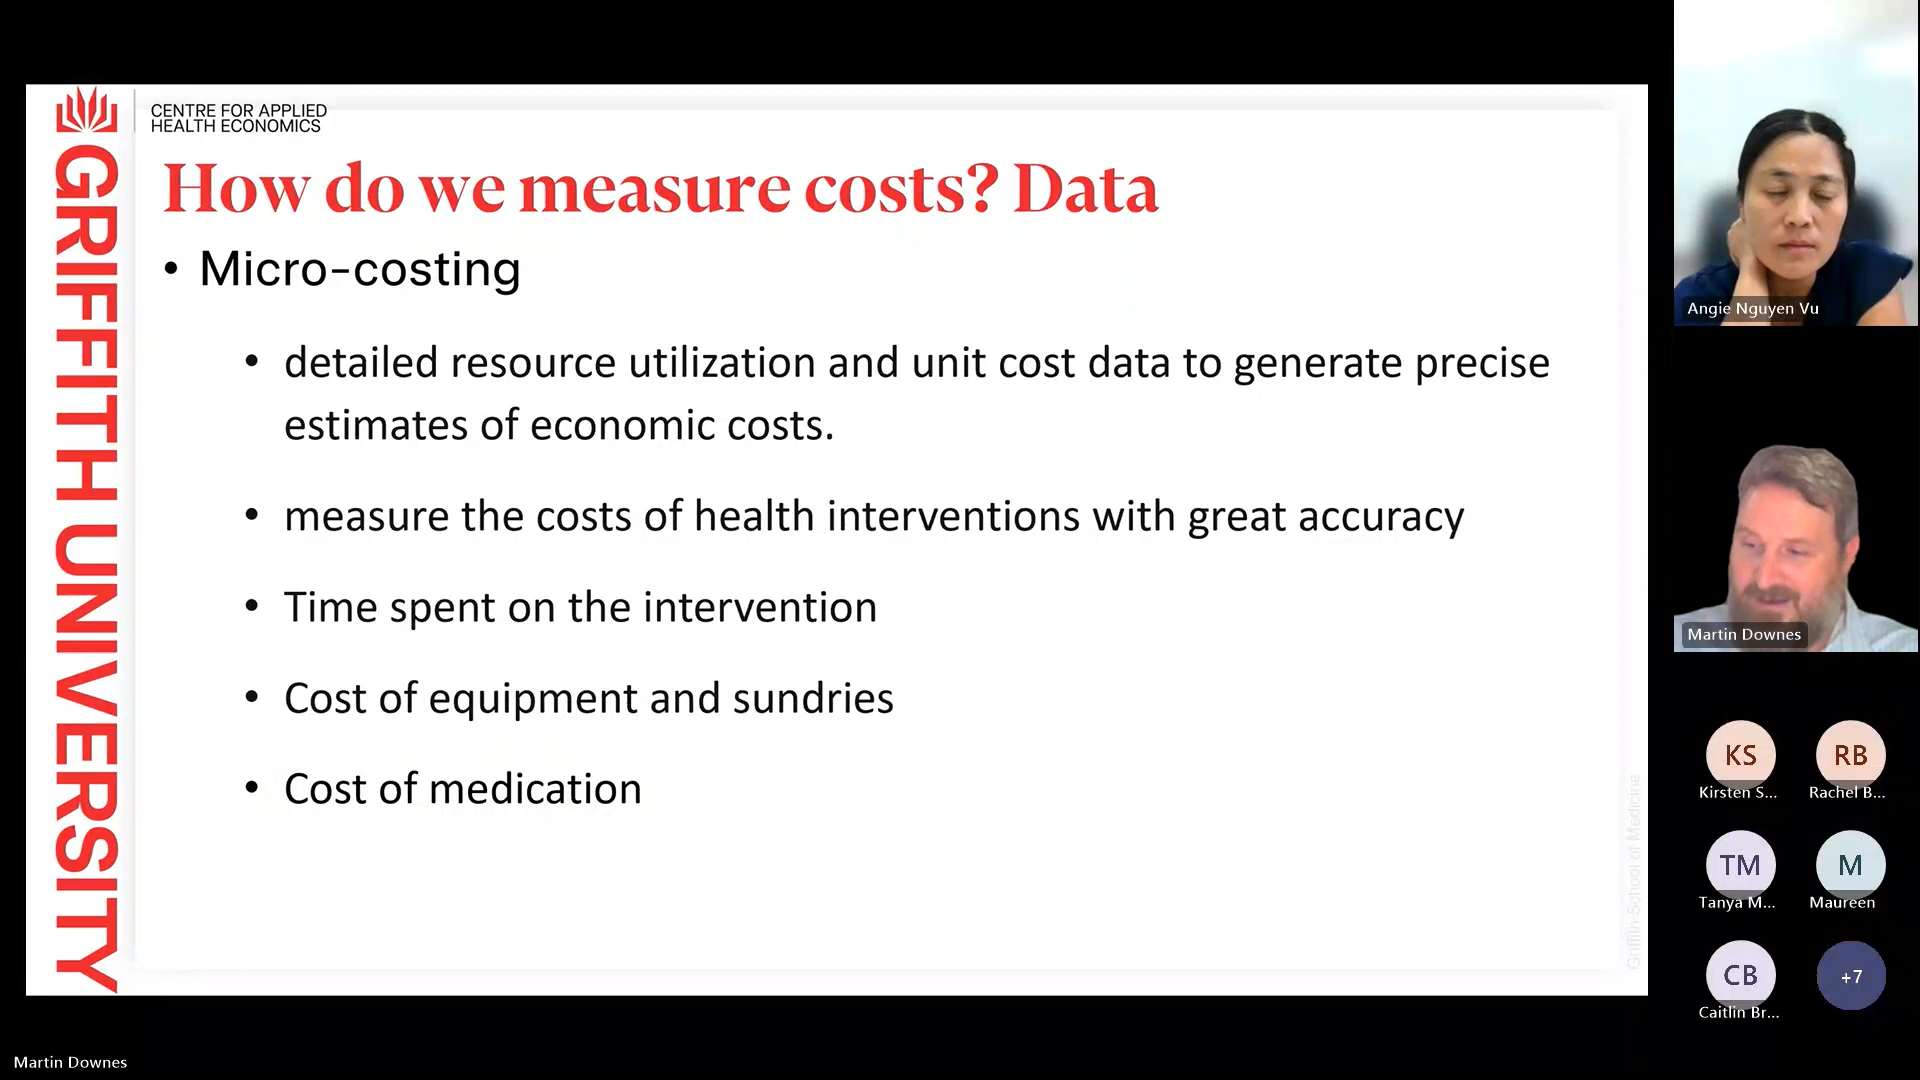 CENTRE FOR APPLIED
HEALTH ECONOMICS
GRIFFITH UNIVERSITY
How do we measure costs? Data
• Micro-costing
• detailed resource utilization and unit cost data to generate precise
estimates of economic costs.
• measure the costs of health interventions with great accuracy
• Time spent on the intervention
• Cost of equipment and sundries
• Cost of medication
Griffith School of Medicine
Angie Nguyen Vu
Martin Downes
KS
Kirsten S...
RB
Rachel B...
TM
Tanya M...
M
Maureen
CB
Caitlin Br...
+7
Martin Downes